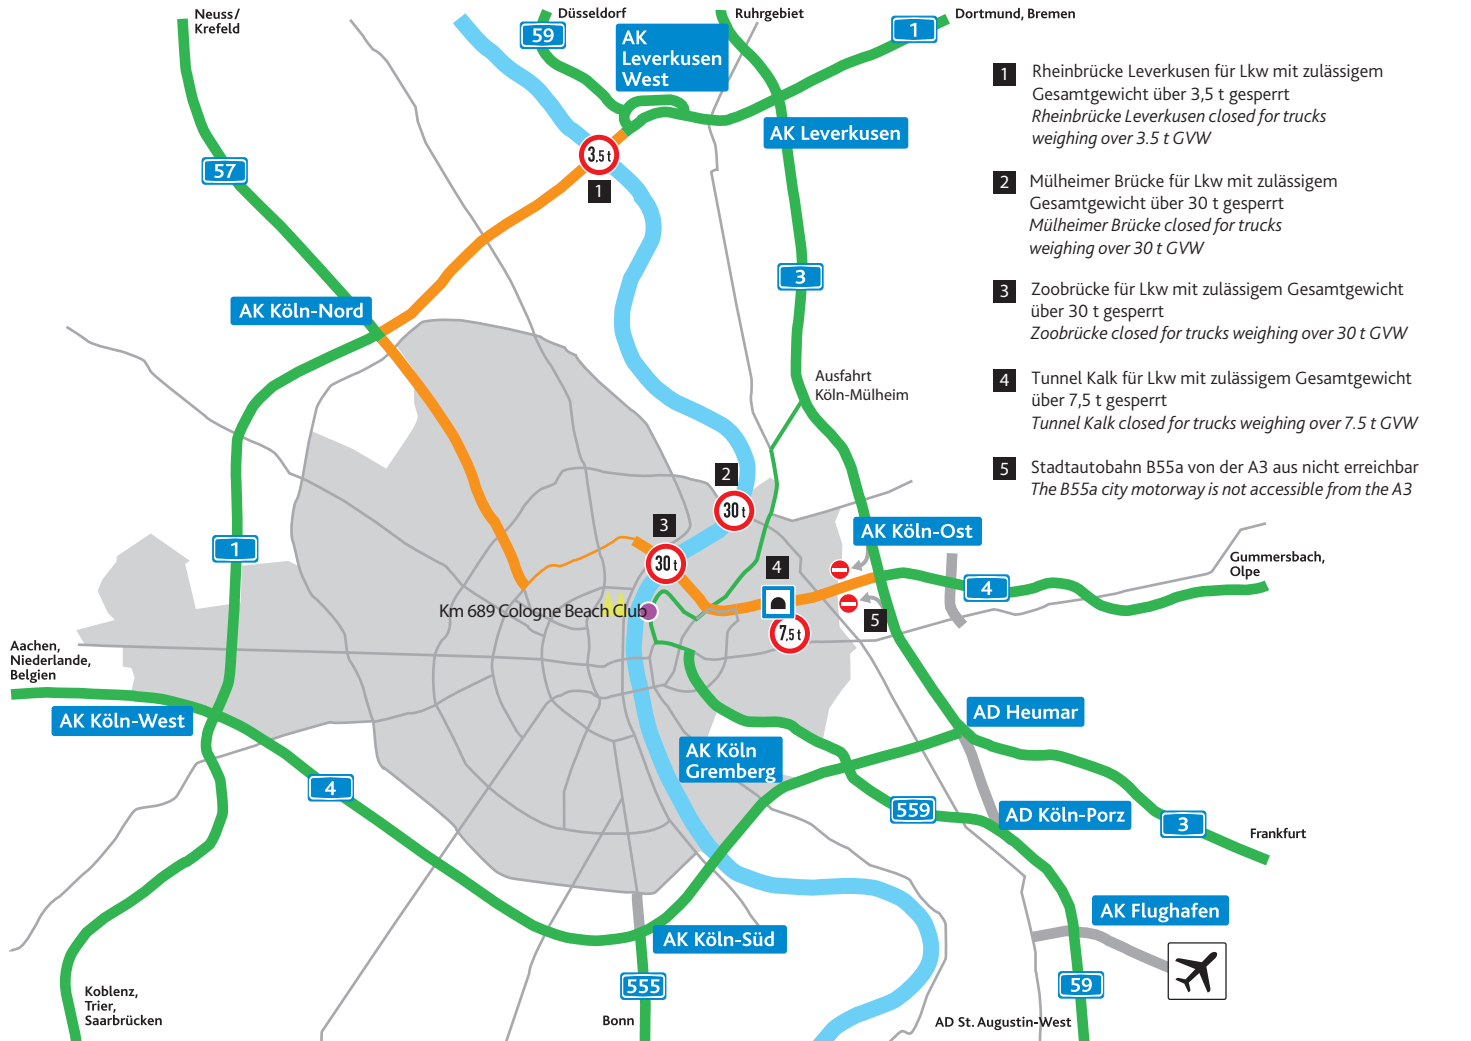 Neuss/
Krefeld
Düsseldorf
59
AK
Leverkusen
West
Ruhrgebiet
Dortmund, Bremen
1
AK Leverkusen
3,5 t
1
57
3
AK Köln-Nord
Ausfahrt
Köln-Mülheim
1 Rheinbrücke Leverkusen für Lkw mit zulässigem
Gesamtgewicht über 3,5 t gesperrt
Rheinbrücke Leverkusen closed for trucks
weighing over 3.5 t GVW
2 Mülheimer Brücke für Lkw mit zulässigem
Gesamtgewicht über 30 t gesperrt
Mülheimer Brücke closed for trucks
weighing over 30 t GVW
3 Zoobrücke für Lkw mit zulässigem Gesamtgewicht
über 30 t gesperrt
Zoobrücke closed for trucks weighing over 30 t GVW
4 Tunnel Kalk für Lkw mit zulässigem Gesamtgewicht
über 7,5 t gesperrt
Tunnel Kalk closed for trucks weighing over 7.5 t GVW
5 Stadtautobahn B55a von der A3 aus nicht erreichbar
The B55a city motorway is not accessible from the A3
2
30 t
3
30 t
4
7,5 t
5
AK Köln-Ost
Gummersbach,
Olpe
4
1
Km 689 Cologne Beach Club
Aachen,
Niederlande,
Belgien
AK Köln-West
4
AK Köln
Gremberg
AD Heumar
559
AD Köln-Porz
3
Frankfurt
AK Flughafen
AK Köln-Süd
555
59
Koblenz,
Trier,
Saarbrücken
Bonn
AD St. Augustin-West